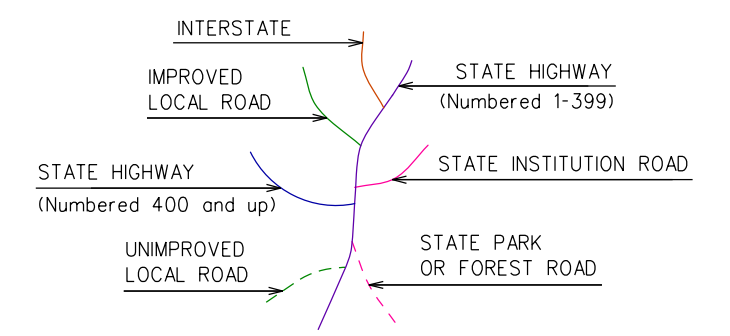 INTERSTATE
IMPROVED
LOCAL ROAD
STATE HIGHWAY
(Numbered 1-399)
STATE HIGHWAY
(Numbered 400 and up)
STATE INSTITUTION ROAD
UNIMPROVED
LOCAL ROAD
STATE PARK
OR FOREST ROAD